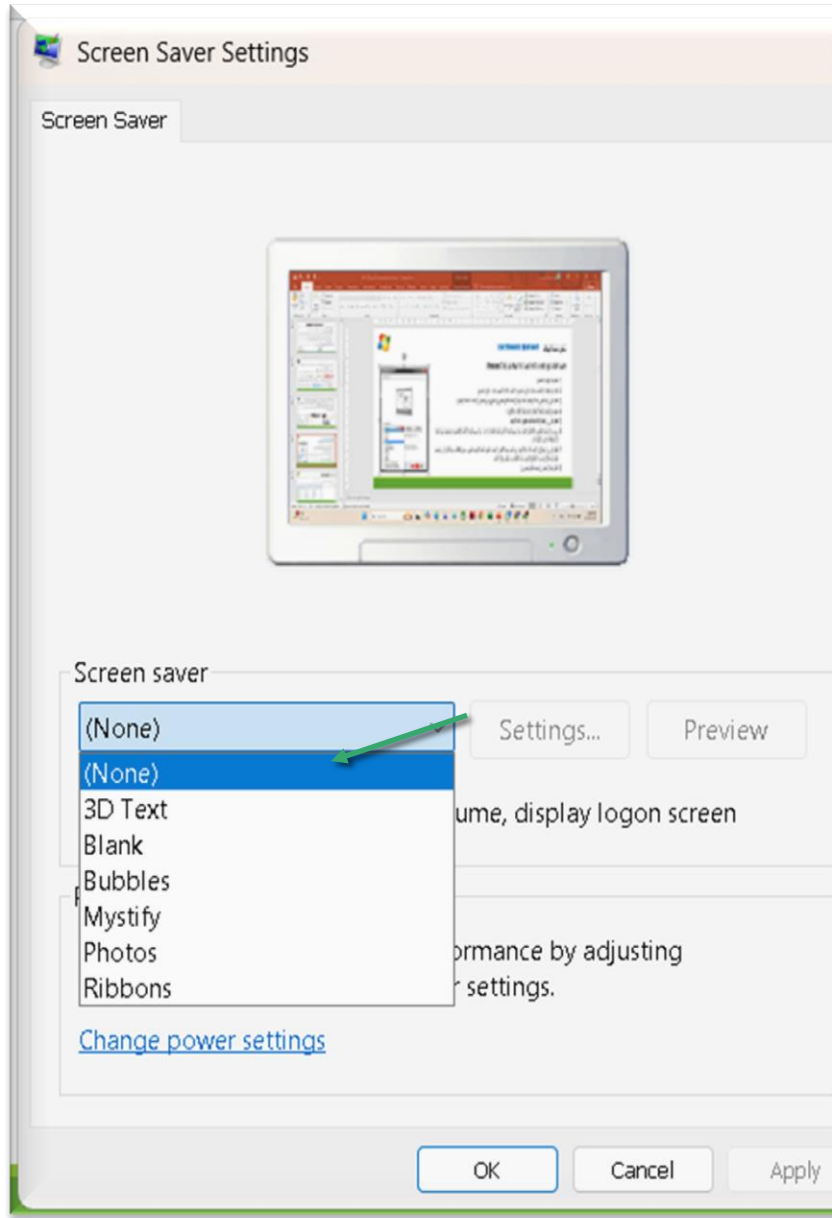 Screen Saver Settings
Screen Saver
Screen saver
(None)
Settings...
Preview
(None)
3D Text
Blank
Bubbles
Mystify
Photos
Ribbons
ume, display logon screen
ormance by adjusting
r settings.
Change power settings
OK
Cancel
Apply